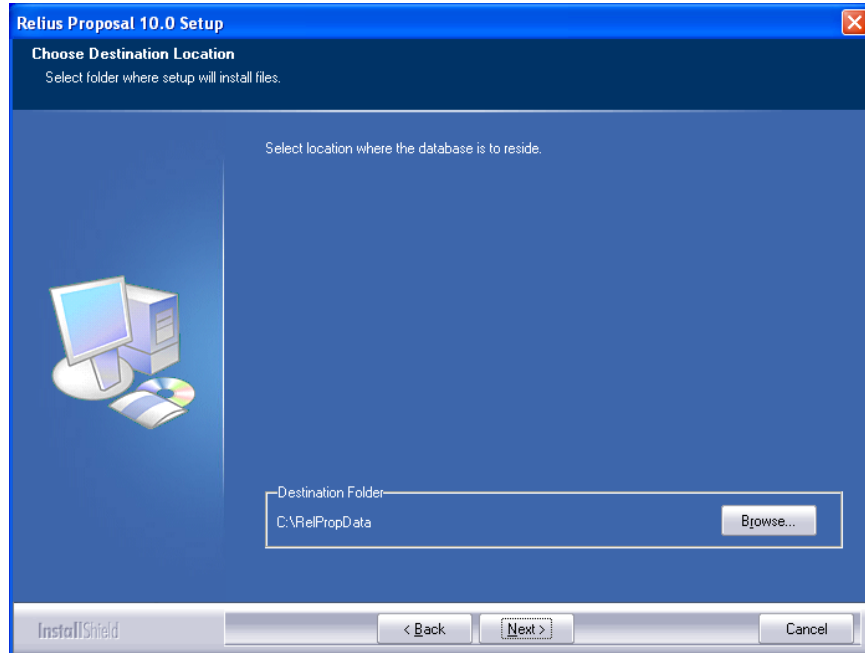 Relius Proposal 10.0 Setup
Choose Destination Location
Select folder where setup will install files.
Select location where the database is to reside.
Destination Folder
C:\RelPropData
Browse...
InstallShield
< Back
Next >
Cancel